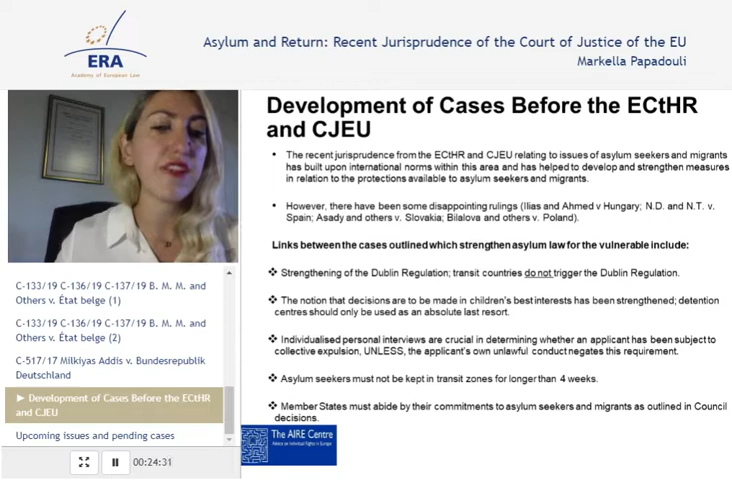 ERA
Academy of European Law
Asylum and Return: Recent Jurisprudence of the Court of Justice of the EU
Markella Papadouli
C-133/19 C-136/19 C-137/19 B. M. M. and
Others v. État belge (1)
C-133/19 C-136/19 C-137/19 B. M. M. and
Others v. État belge (2)
C-517/17 Milkiyas Addis v. Bundesrepublik
Deutschland
► Development of Cases Before the ECtHR
and CJEU
Upcoming issues and pending cases
00:24:31
Development of Cases Before the ECtHR
and CJEU
• The recent jurisprudence from the ECtHR and CJEU relating to issues of asylum seekers and migrants
has built upon international norms within this area and has helped to develop and strengthen measures
in relation to the protections available to asylum seekers and migrants.
• However, there have been some disappointing rulings (Ilias and Ahmed v Hungary; N.D. and N.T. v.
Spain; Asady and others v. Slovakia; Bilalova and others v. Poland).
Links between the cases outlined which strengthen asylum law for the vulnerable include:
❖ Strengthening of the Dublin Regulation; transit countries do not trigger the Dublin Regulation.
❖ The notion that decisions are to be made in children's best interests has been strengthened; detention
centres should only be used as an absolute last resort.
❖ Individualised personal interviews are crucial in determining whether an applicant has been subject to
collective expulsion, UNLESS, the applicant's own unlawful conduct negates this requirement.
❖ Asylum seekers must not be kept in transit zones for longer than 4 weeks.
❖ Member States must abide by their commitments to asylum seekers and migrants as outlined in Council
decisions.
The AIRE Centre
Advice on Individual Rights in Europe